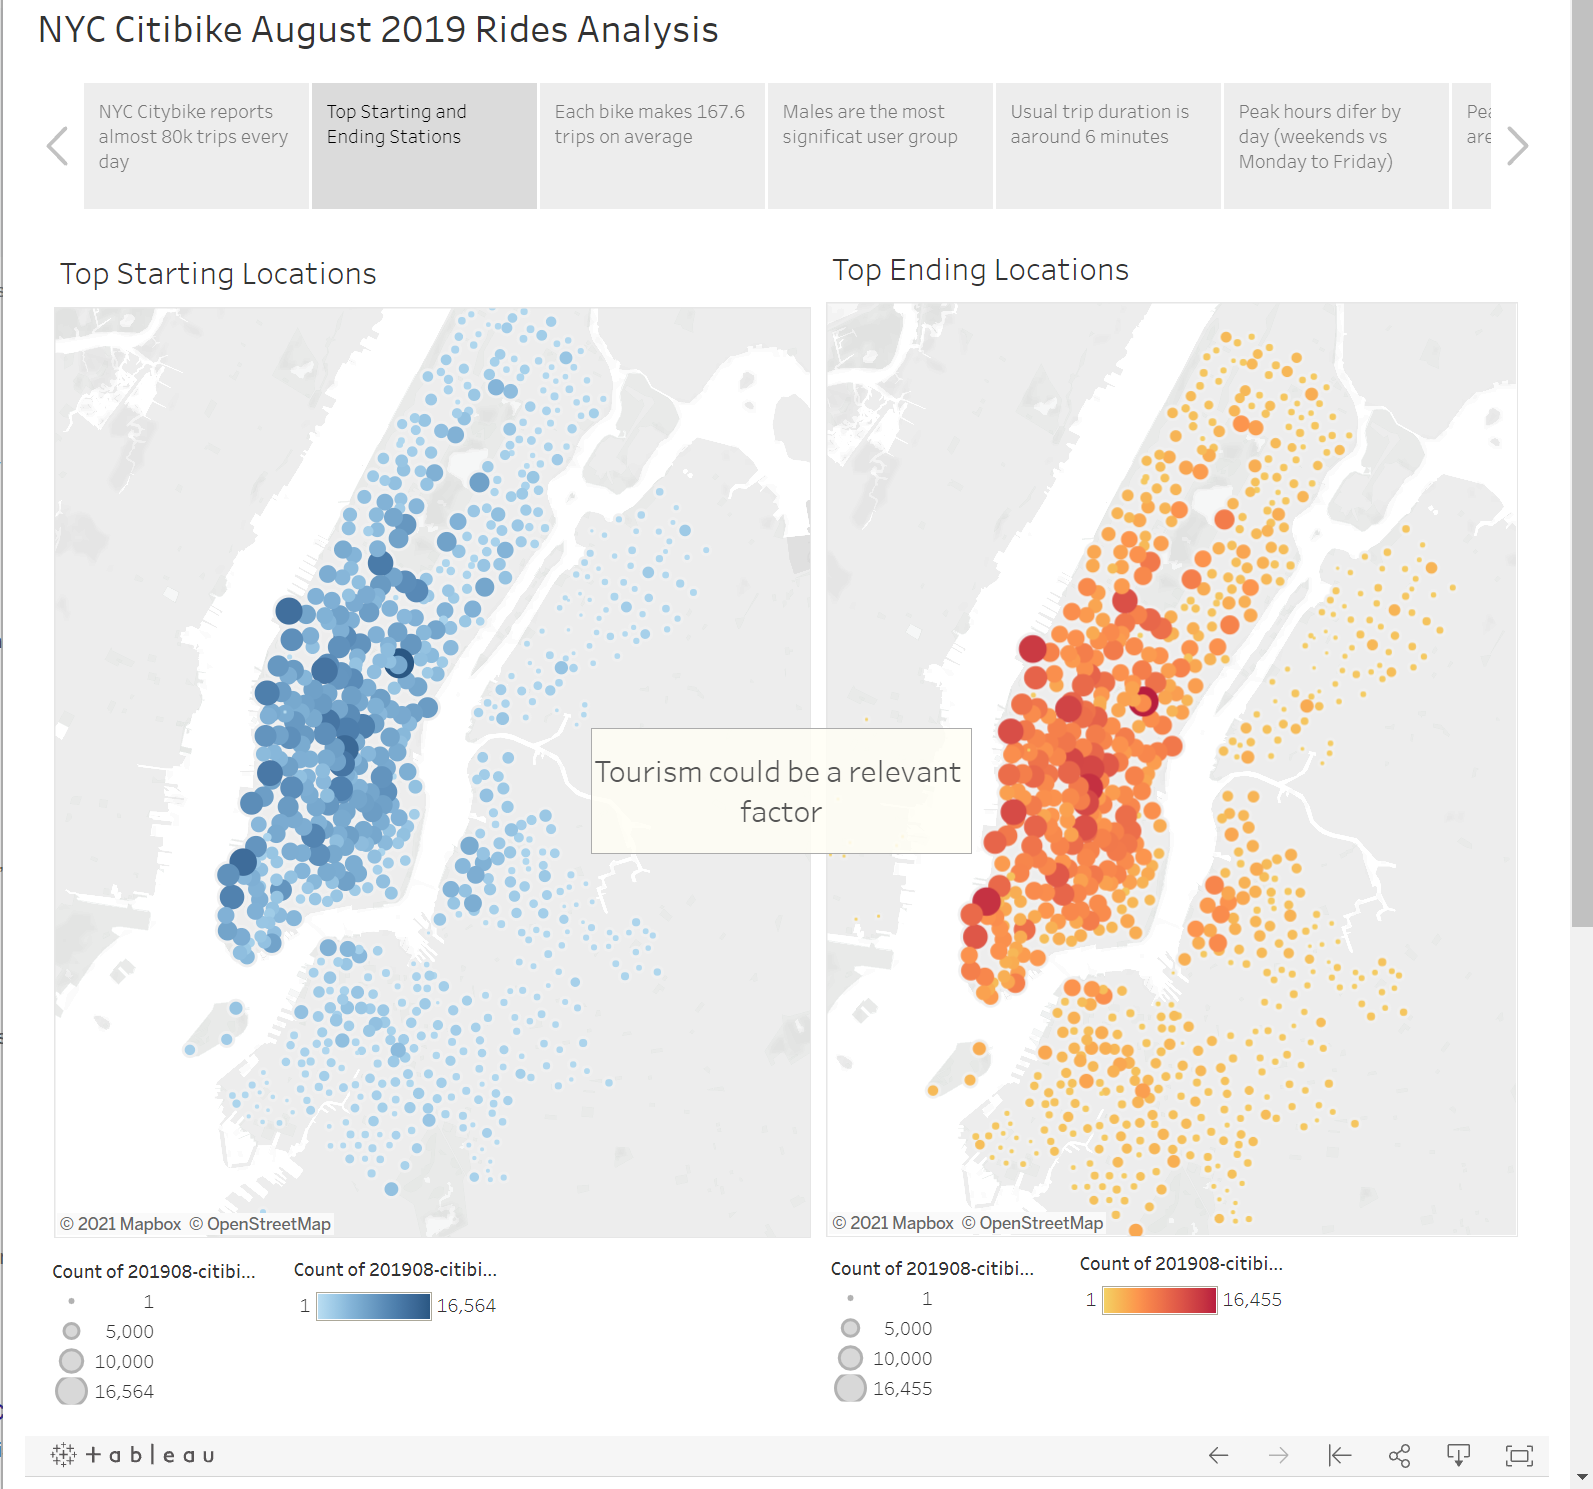 NYC Citibike August 2019 Rides Analysis
NYC Citybike reports
almost 80k trips every
day
Top Starting and
Ending Stations
Each bike makes 167.6
trips on average
Males are the most
significat user group
Usual trip duration is
aaround 6 minutes
Peak hours difer by
day (weekends vs
Monday to Friday)
are
Top Starting Locations
Top Ending Locations
Tourism could be a relevant
factor
© 2021 Mapbox © OpenStreetMap
© 2021 Mapbox © OpenStreetMap
Count of 201908-citibi...
1
5,000
10,000
16,564
Count of 201908-citibi...
1 16,564
Count of 201908-citibi...
1
5,000
10,000
16,455
Count of 201908-citibi...
1 16,455
+ableau